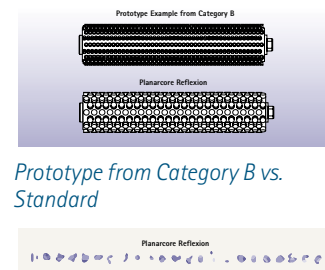 Prototype Example from Category B
Planarcore Reflexion
Prototype from Category B vs.
Standard
Planarcore Reflexion